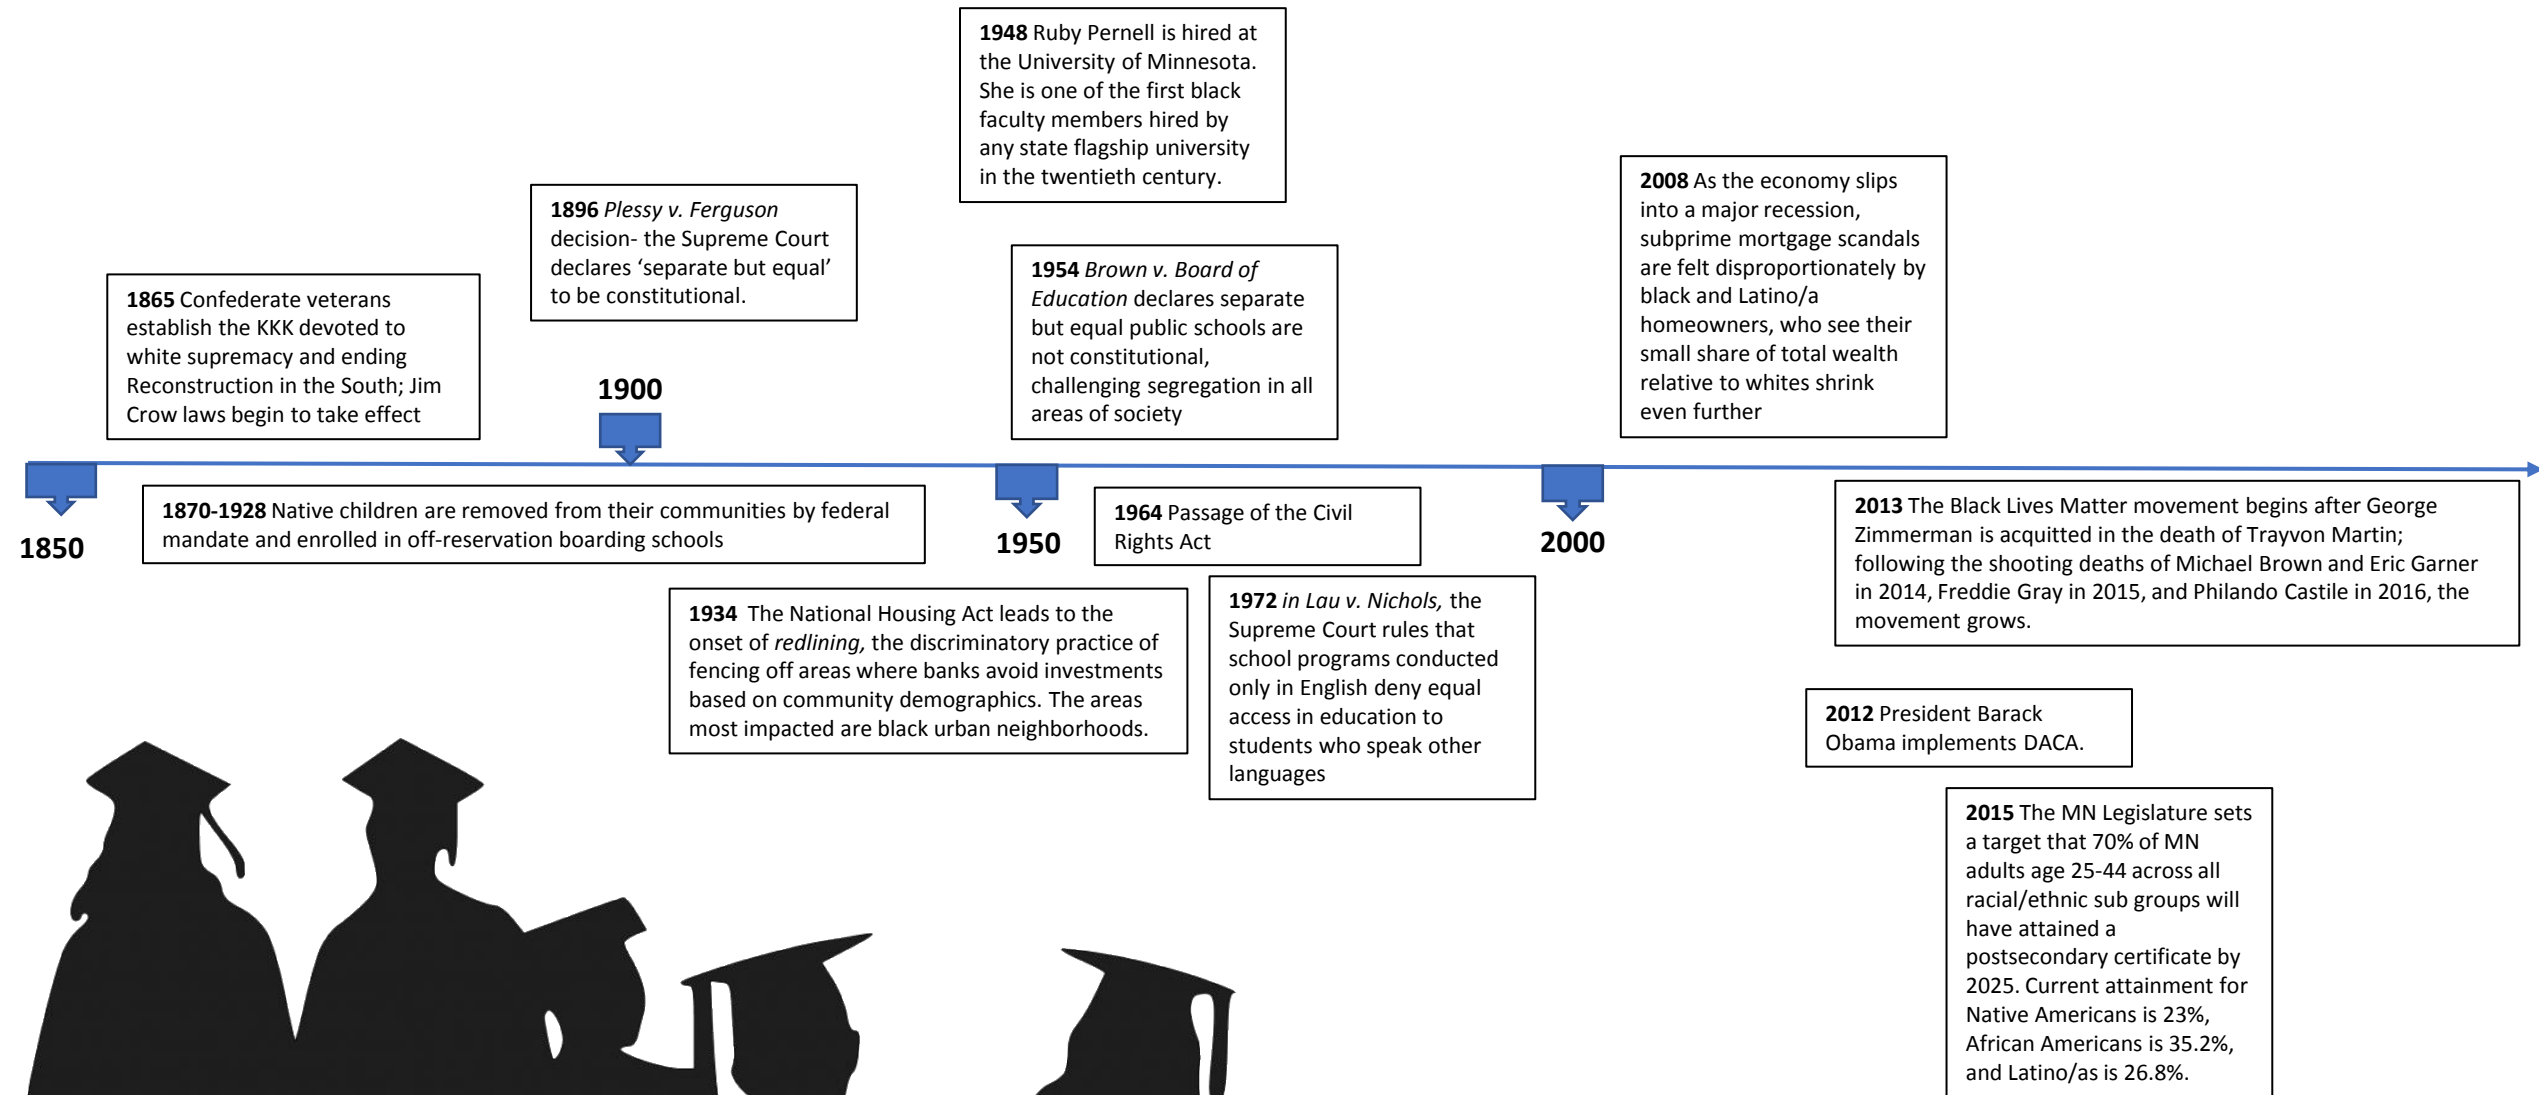 1948 Ruby Pernell is hired at
the University of Minnesota.
She is one of the first black
faculty members hired by
any state flagship university
in the twentieth century.
1896 Plessy v. Ferguson
decision- the Supreme Court
declares ‘separate but equal’
to be constitutional.
2008 As the economy slips
into a major recession,
subprime mortgage scandals
are felt disproportionately by
black and Latino/a
homeowners, who see their
small share of total wealth
relative to whites shrink
even further
1865 Confederate veterans
establish the KKK devoted to
white supremacy and ending
Reconstruction in the South; Jim
Crow laws begin to take effect
1954 Brown v. Board of
Education declares separate
but equal public schools are
not constitutional,
challenging segregation in all
areas of society
1900
1850
1870-1928 Native children are removed from their communities by federal
mandate and enrolled in off-reservation boarding schools
1950
1964 Passage of the Civil
Rights Act
2000
2013 The Black Lives Matter movement begins after George
Zimmerman is acquitted in the death of Trayvon Martin;
following the shooting deaths of Michael Brown and Eric Garner
in 2014, Freddie Gray in 2015, and Philando Castile in 2016, the
movement grows.
1934 The National Housing Act leads to the
onset of redlining, the discriminatory practice of
fencing off areas where banks avoid investments
based on community demographics. The areas
most impacted are black urban neighborhoods.
1972 in Lau v. Nichols, the
Supreme Court rules that
school programs conducted
only in English deny equal
access in education to
students who speak other
languages
2012 President Barack
Obama implements DACA.
2015 The MN Legislature sets
a target that 70% of MN
adults age 25-44 across all
racial/ethnic sub groups will
have attained a
postsecondary certificate by
2025. Current attainment for
Native Americans is 23%,
African Americans is 35.2%,
and Latino/as is 26.8%.